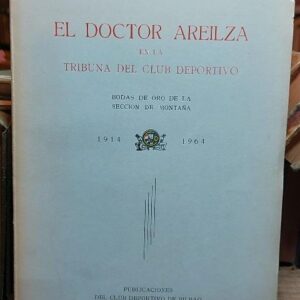 EL DOCTOR AREILZA
EN LA
TRIBUNA DEL CLUB DEPORTIVO
BODAS DE ORO DE LA
SECCION DE MONTAÑA
1914 1964
PUBLICACIONES
DEL CLUB DEPORTIVO DE BILBAO